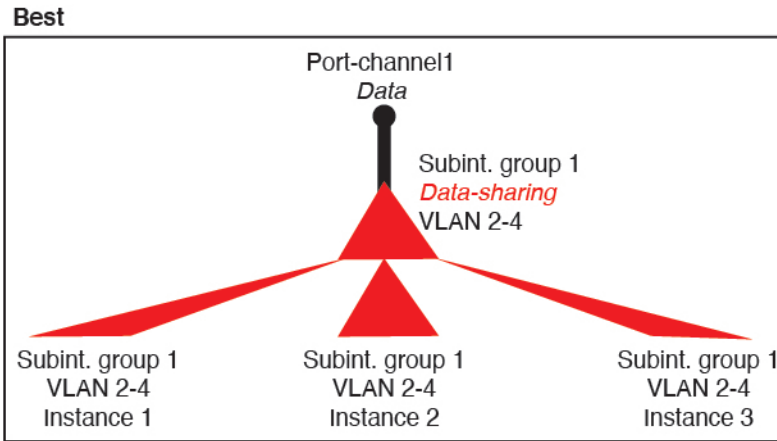 Best
Port-channel1
Data
Subint. group 1
Data-sharing
VLAN 2-4
Subint. group 1
VLAN 2-4
Instance 1
Subint. group 1
VLAN 2-4
Instance 2
Subint. group 1
VLAN 2-4
Instance 3